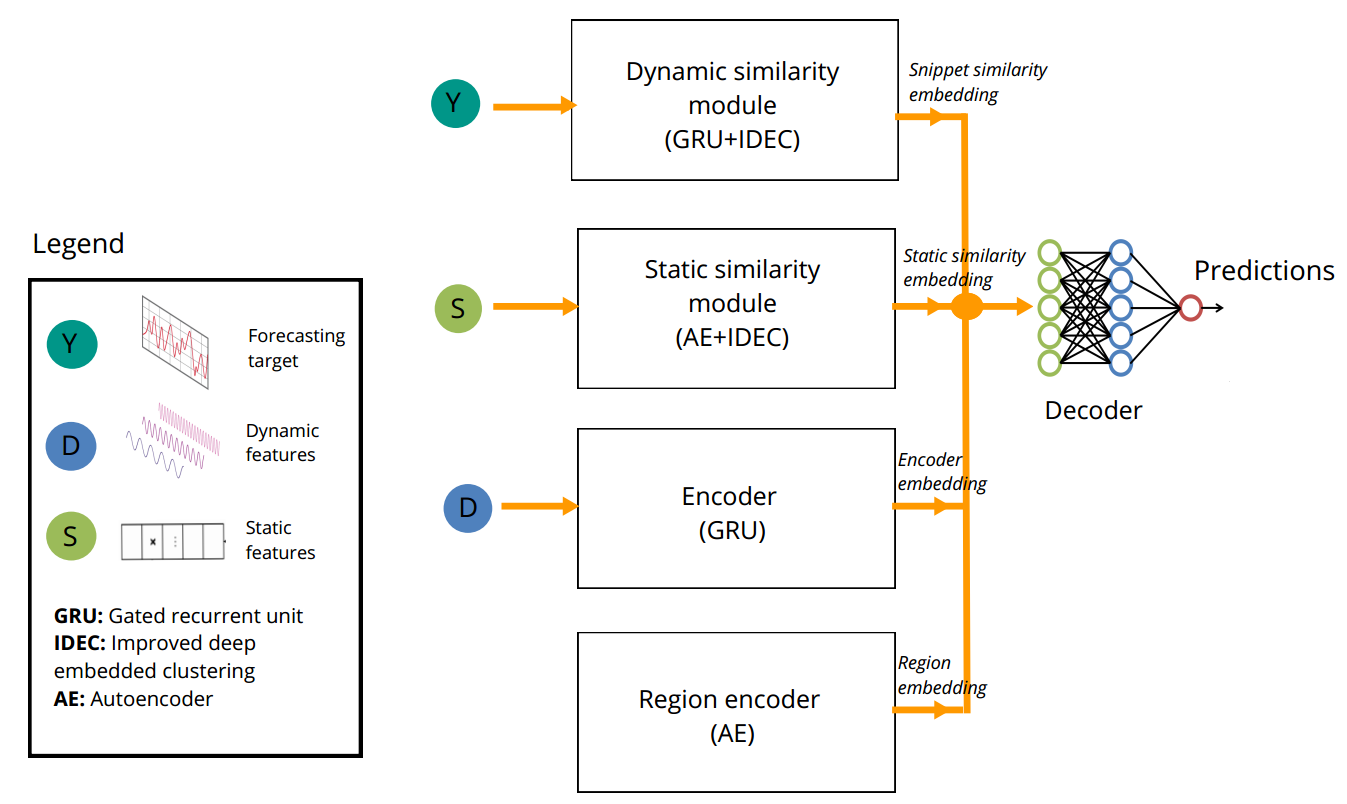 Y
Dynamic similarity
module
(GRU+IDEC)
Snippet similarity
embedding
S
Static similarity
module
(AE+IDEC)
Static similarity
embedding
Predictions
Decoder
D
Encoder
(GRU)
Encoder
embedding
Region encoder
(AE)
Region
embedding
Legend
Y
Forecasting
target
D
Dynamic
features
S
x
Static
features
GRU: Gated recurrent unit
IDEC: Improved deep
embedded clustering
AE: Autoencoder